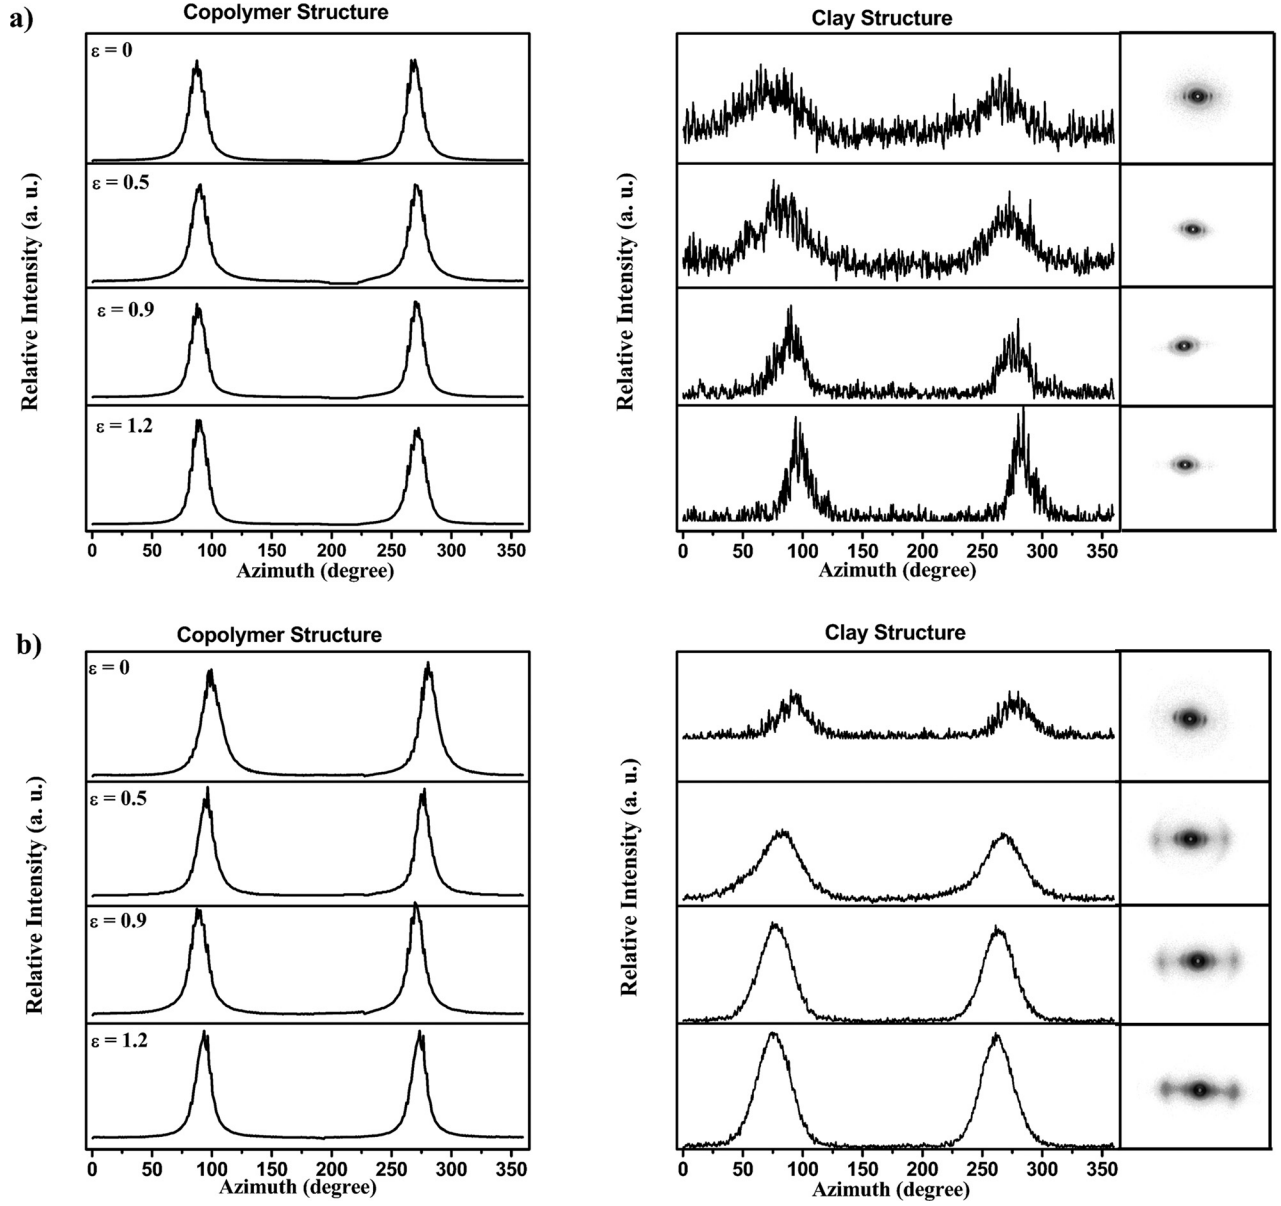 a)
Copolymer Structure
Clay Structure
ε = 0
ε = 0.5
ε = 0.9
ε = 1.2
Relative Intensity (a. u.)
Relative Intensity (a. u.)
0 50 100 150 200 250 300 350
0 50 100 150 200 250 300 350
Azimuth (degree)
Azimuth (degree)
b)
Copolymer Structure
Clay Structure
ε = 0
ε = 0.5
ε = 0.9
ε = 1.2
Relative Intensity (a. u.)
Relative Intensity (a. u.)
0 50 100 150 200 250 300 350
0 50 100 150 200 250 300 350
Azimuth (degree)
Azimuth (degree)